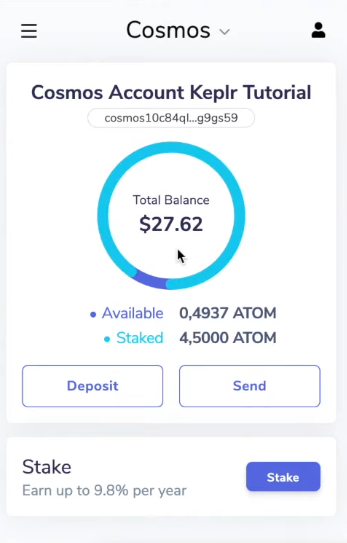 Cosmos
Cosmos Account Keplr Tutorial
cosmos10c84ql...g9gs59
Total Balance
$27.62
Available 0,4937 ATOM
Staked 4,5000 ATOM
Deposit Send
Stake
Earn up to 9.8% per year
Stake